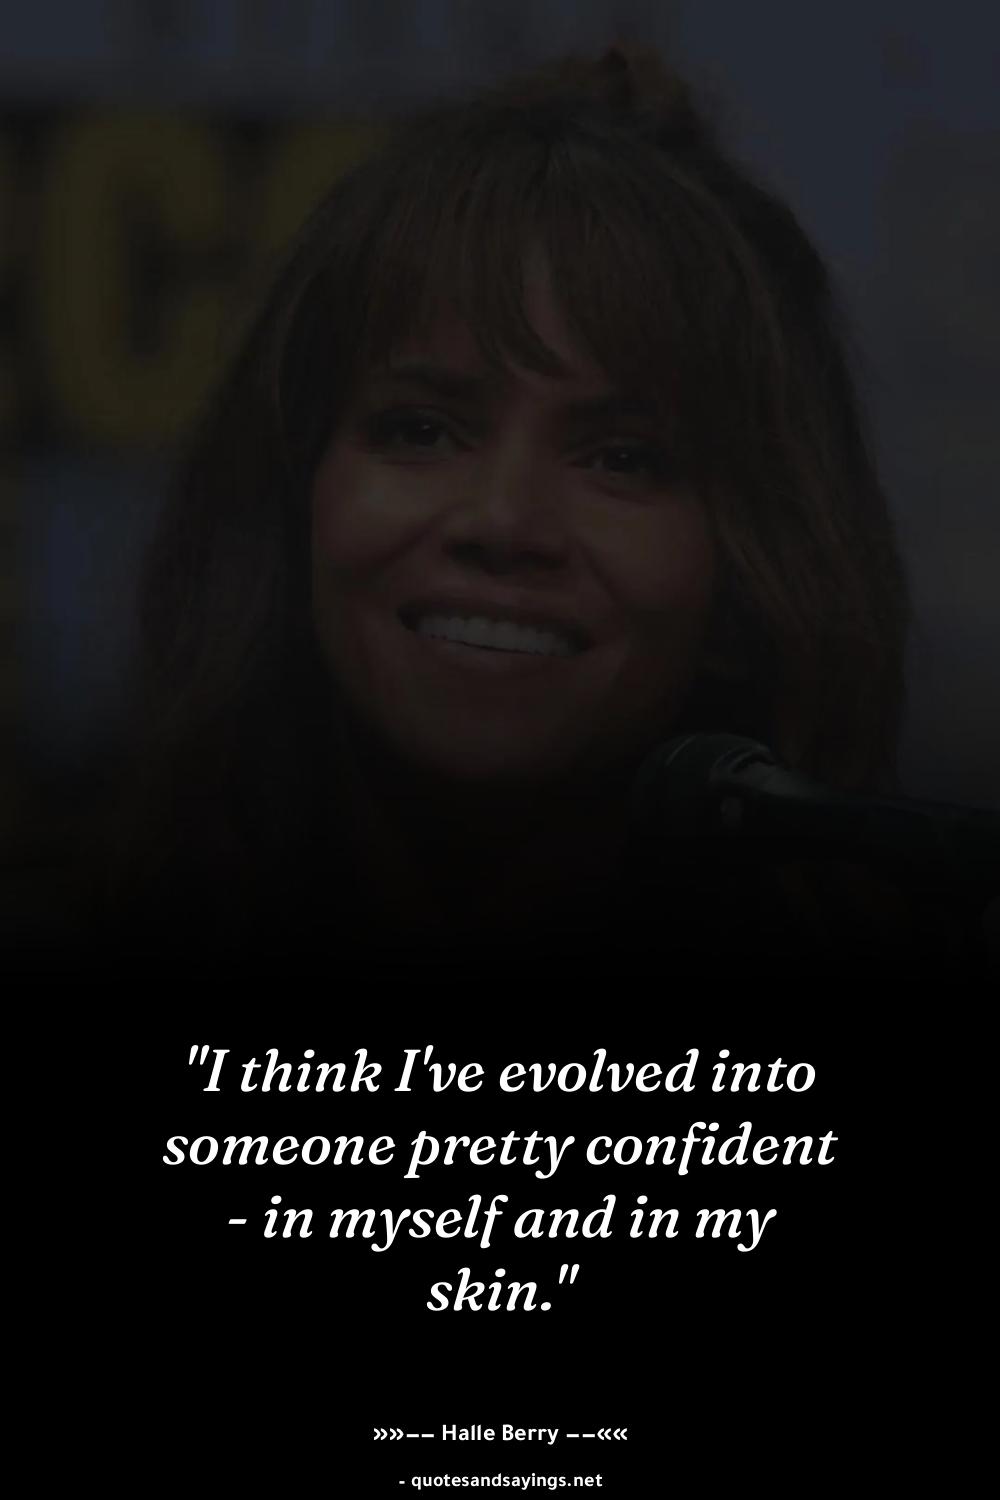 "I think I've evolved into
someone pretty confident
- in myself and in my
skin."
»»–– Halle Berry ––««
- quotesandsayings.net